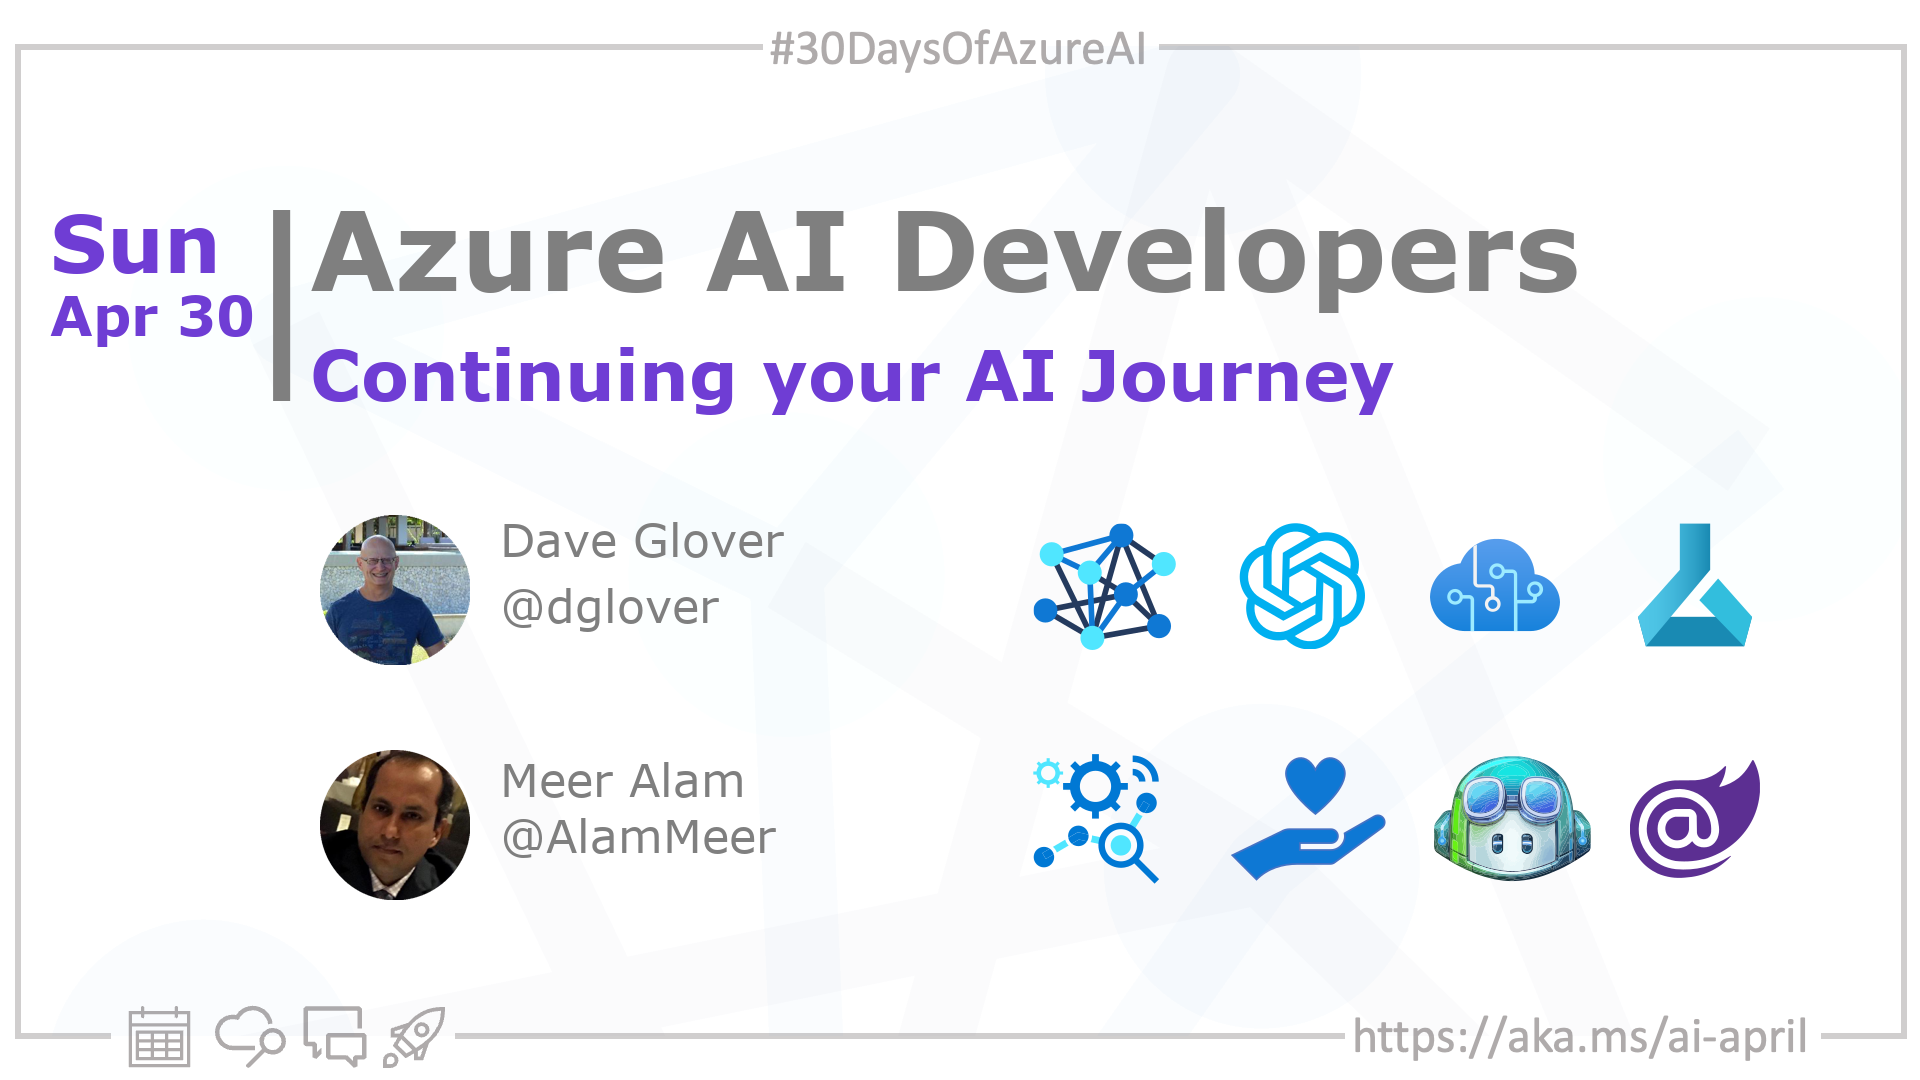 #30DaysOfAzureAI
Sun
Apr 30
Azure AI Developers
Continuing your AI Journey
Dave Glover
@dglover
Meer Alam
@AlamMeer
https://aka.ms/ai-april